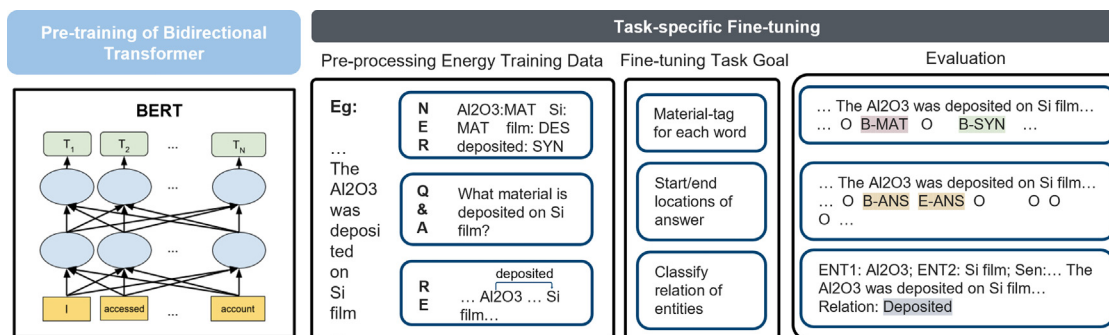 Pre-training of Bidirectional
Transformer
Task-specific Fine-tuning
Pre-processing Energy Training Data
Fine-tuning Task Goal
Evaluation
BERT
T1
T2
...
TN
...
...
I
accessed
...
account
Eg:
...
The
Al2O3
was
deposi
ted
on
Si
film
N
E
R
Al2O3:MAT Si:
MAT film: DES
deposited: SYN
Q
&
A
What material is
deposited on Si
film?
R
E
deposited
... Al2O3 ... Si
film...
Material-tag
for each word
Start/end
locations of
answer
Classify
relation of
entities
... The Al2O3 was deposited on Si film...
... O B-MAT O B-SYN ...
... The Al2O3 was deposited on Si film...
... O B-ANS E-ANS O O O
O ...
ENT1: Al2O3; ENT2: Si film; Sen:... The
Al2O3 was deposited on Si film...
Relation: Deposited